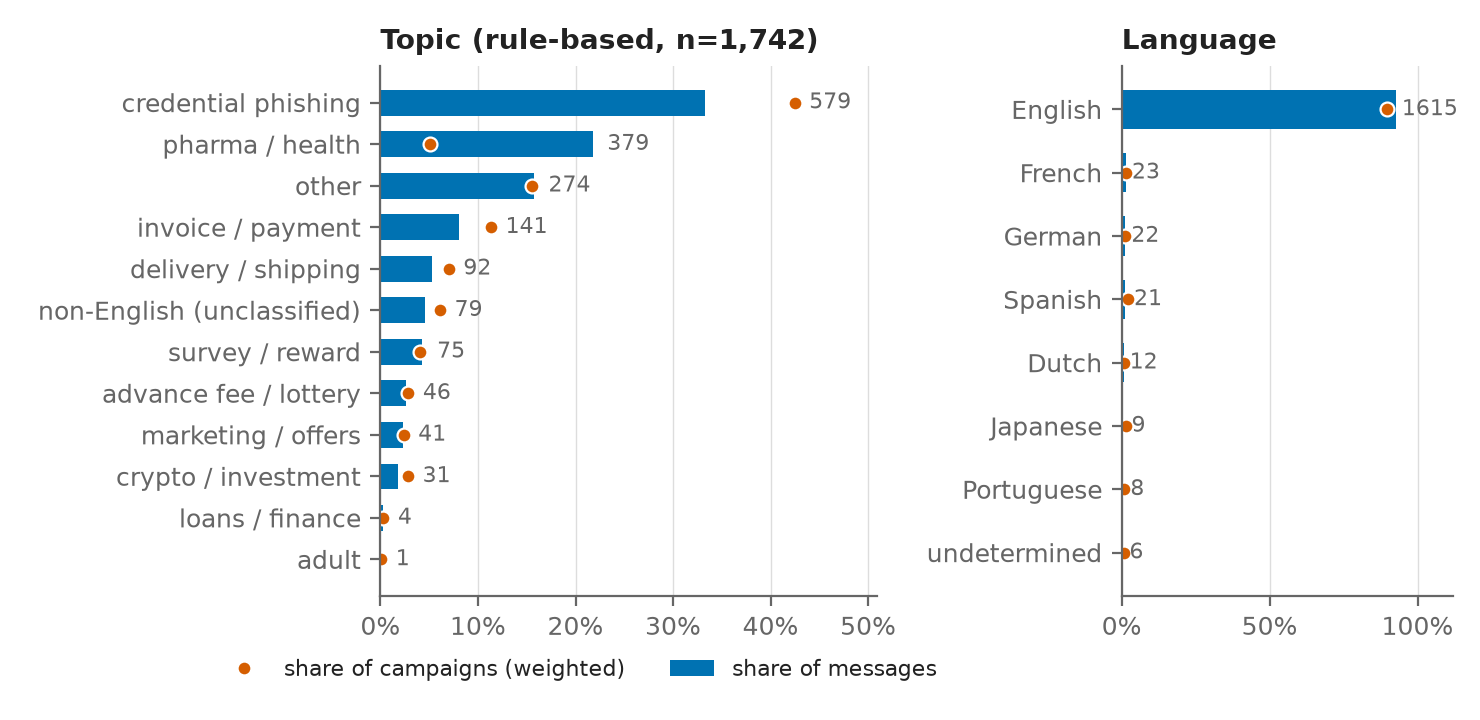 Topic (rule-based, n=1,742)
credential phishing 579
pharma / health 379
other 274
invoice / payment 141
delivery / shipping 92
non-English (unclassified) 79
survey / reward 75
advance fee / lottery 46
marketing / offers 41
crypto / investment 31
loans / finance 4
adult 1
0% 10% 20% 30% 40% 50%
Language
English 1615
French 23
German 22
Spanish 21
Dutch 12
Japanese 9
Portuguese 8
undetermined 6
0% 50% 100%
share of campaigns (weighted) share of messages